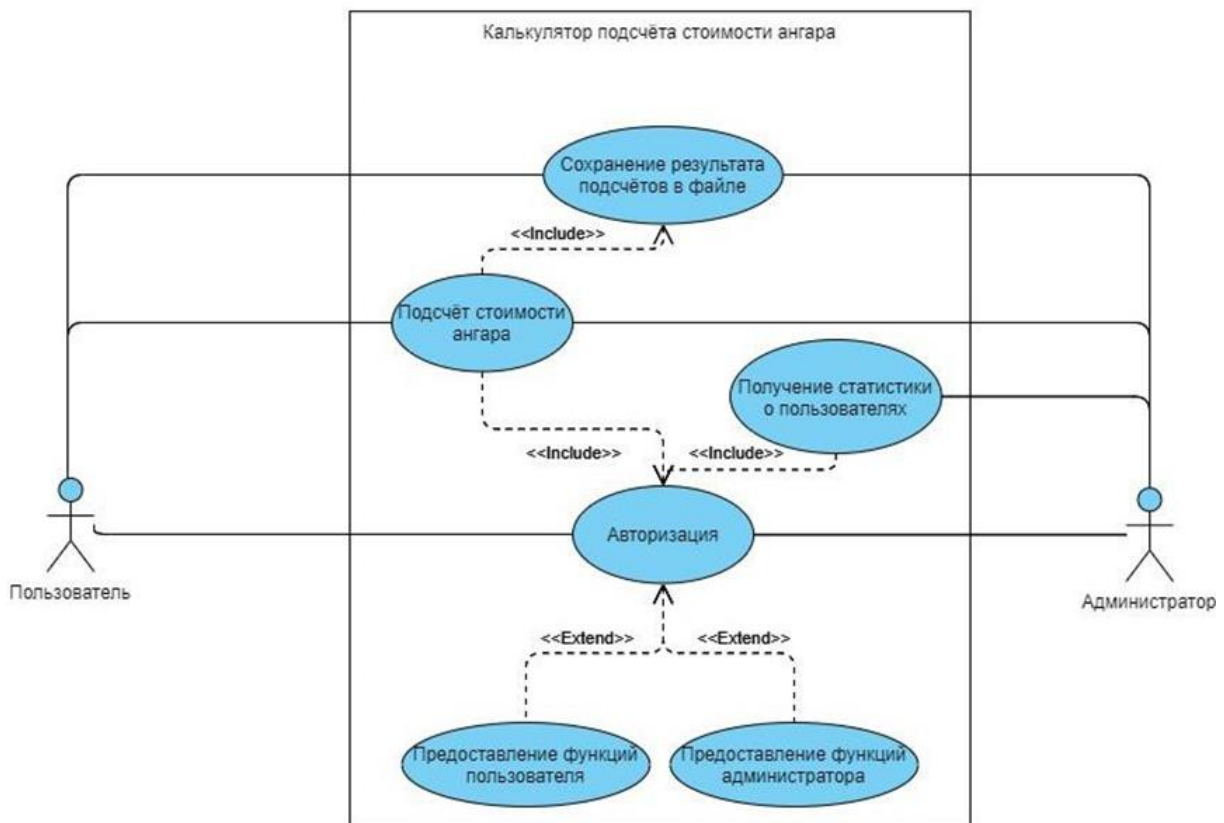 Калькулятор подсчёта стоимости ангара
Сохранение результата
подсчётов в файле
<<Include>>
Подсчёт стоимости
ангара
Получение статистики
о пользователях
<<Include>>
<<Include>>
Авторизация
Пользователь
Администратор
<<Extend>>
<<Extend>>
Предоставление функций
пользователя
Предоставление функций
администратора